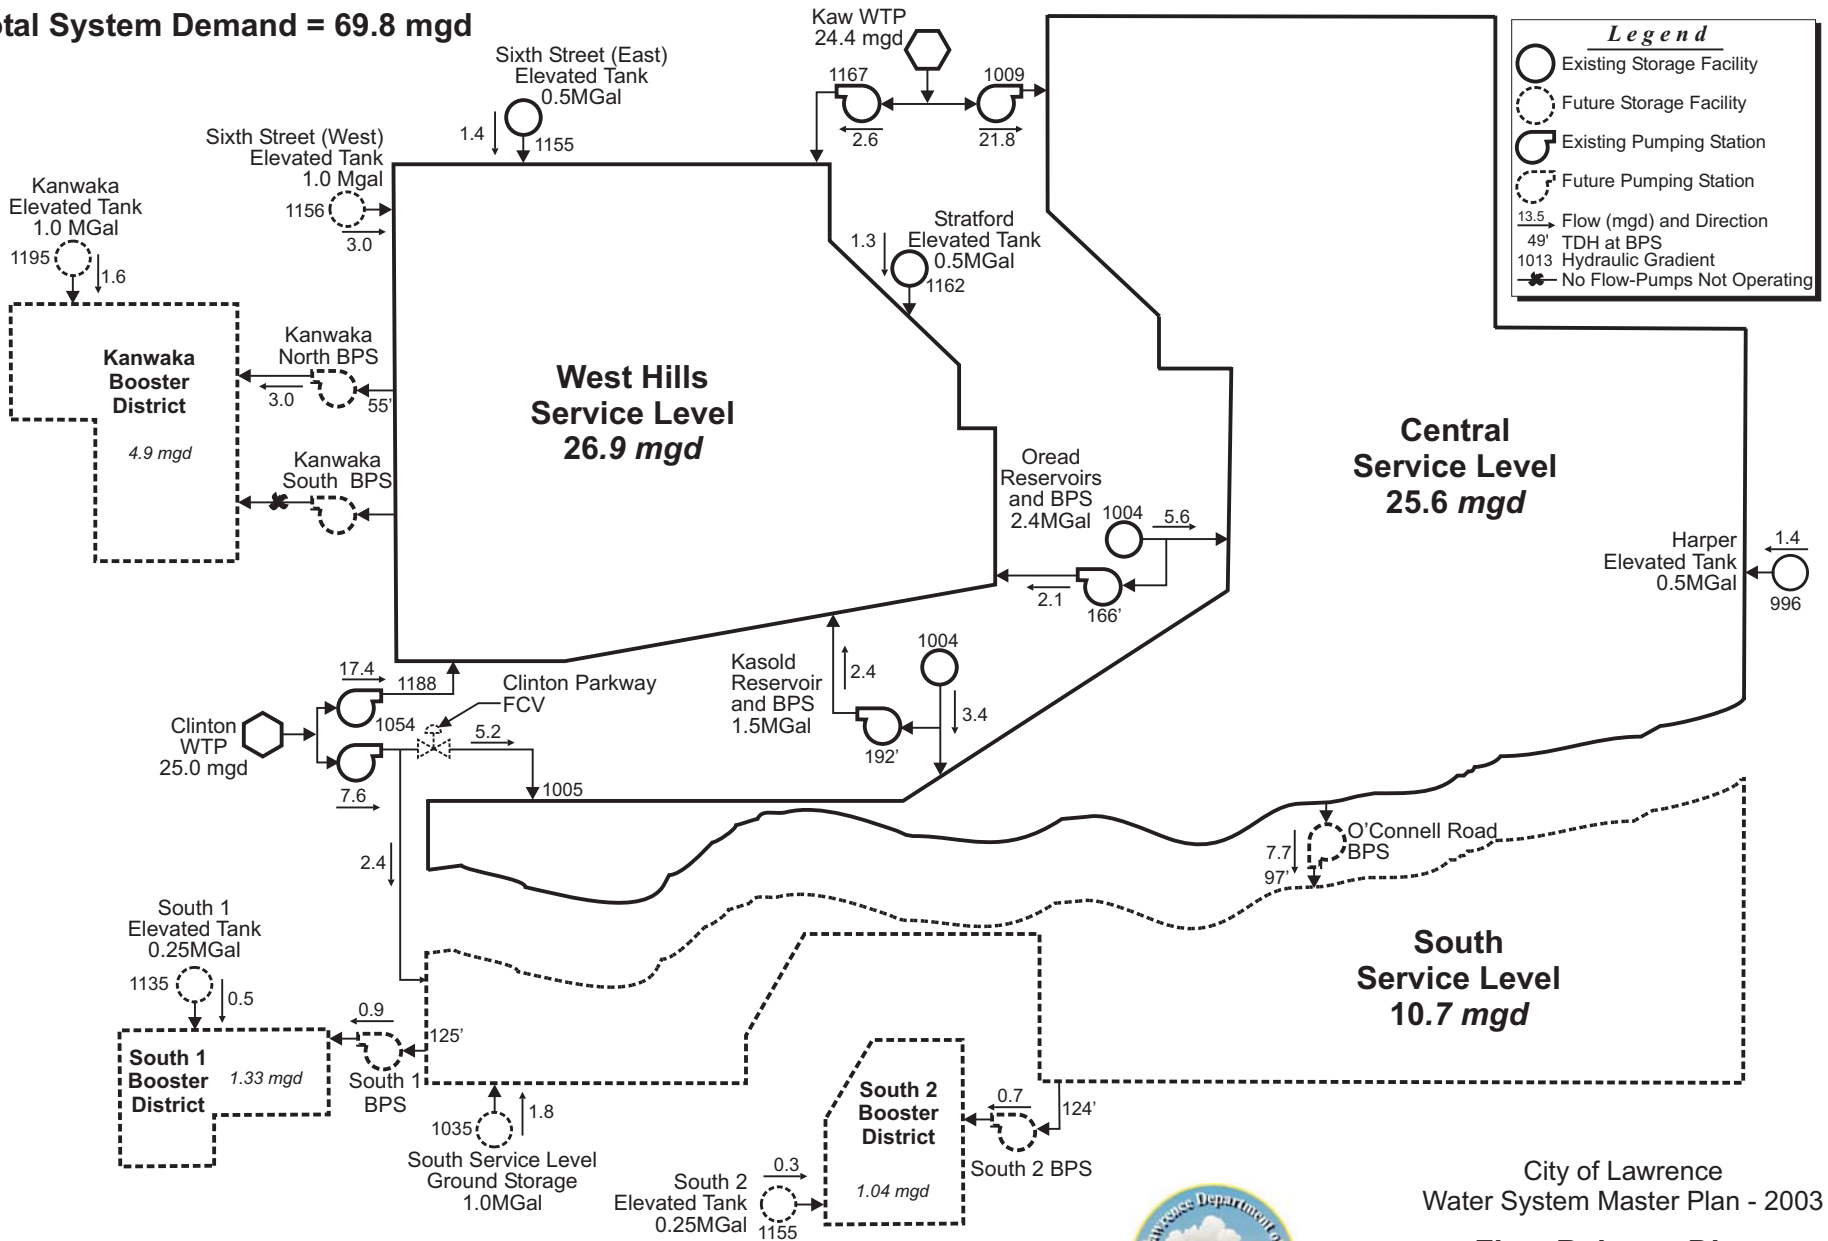 tal System Demand = 69.8 mgd
Kaw WTP
24.4 mgd
1167
1009
2.6
21.8
Legend
Existing Storage Facility
Future Storage Facility
Existing Pumping Station
Future Pumping Station
13.5 Flow (mgd) and Direction
49' TDH at BPS
1013 Hydraulic Gradient
No Flow-Pumps Not Operating
Sixth Street (East)
Elevated Tank
0.5MGal
1.4
1155
Sixth Street (West)
Elevated Tank
1.0 Mgal
1156
3.0
Kanwaka
Elevated Tank
1.0 MGal
1195
1.6
Stratford
Elevated Tank
0.5MGal
1.3
1162
Kanwaka
North BPS
3.0
55'
Kanwaka
Booster
District
4.9 mgd
Kanwaka
South BPS
West Hills
Service Level
26.9 mgd
Central
Service Level
25.6 mgd
Oread
Reservoirs
and BPS
2.4MGal
1004
5.6
2.1
166'
Harper
Elevated Tank
0.5MGal
1.4
996
1004
Kasold
Reservoir
and BPS
1.5MGal
2.4
3.4
192'
17.4
1188
Clinton Parkway
FCV
Clinton
WTP
25.0 mgd
1054
5.2
7.6
1005
2.4
O'Connell Road
BPS
7.7
97'
South
Service Level
10.7 mgd
South 1
Elevated Tank
0.25MGal
1135
0.5
0.9
125'
South 1
Booster
District
1.33 mgd
South 1
BPS
1035
1.8
South Service Level
Ground Storage
1.0MGal
South 2
Booster
District
1.04 mgd
0.7
124'
South 2 BPS
South 2
Elevated Tank
0.25MGal
0.3
1155
City of Lawrence
Water System Master Plan - 2003